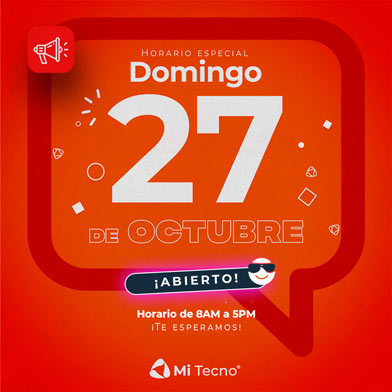 Horario especial
Domingo
27
DE OCTUBRE
¡ABIERTO!
Horario de 8AM a 5PM
¡TE ESPERAMOS!
Mi Tecno®